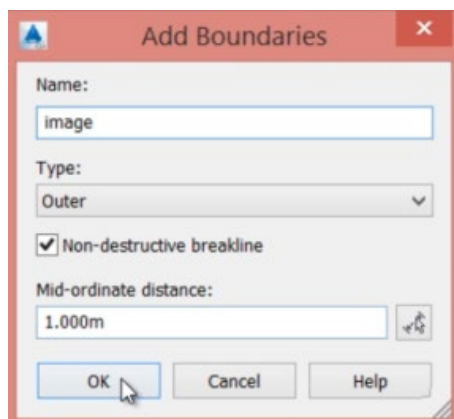 Add Boundaries
Name:
image
Type:
Outer
Non-destructive breakline
Mid-ordinate distance:
1.000m
OK Cancel Help